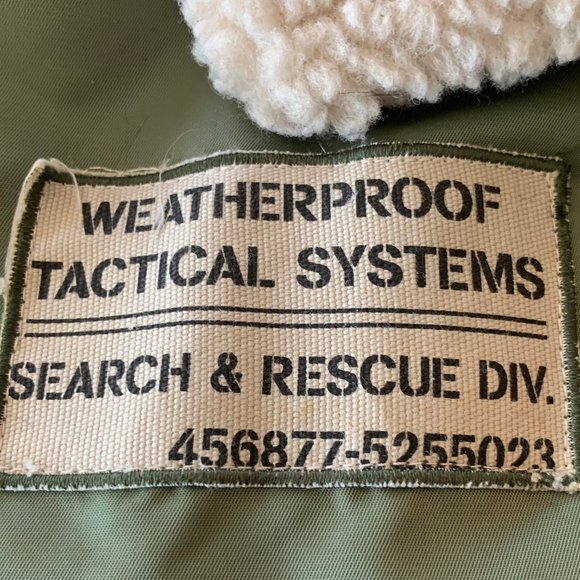 WEATHERPROOF
TACTICAL SYSTEMS
SEARCH & RESCUE DIV.
456877-5255023